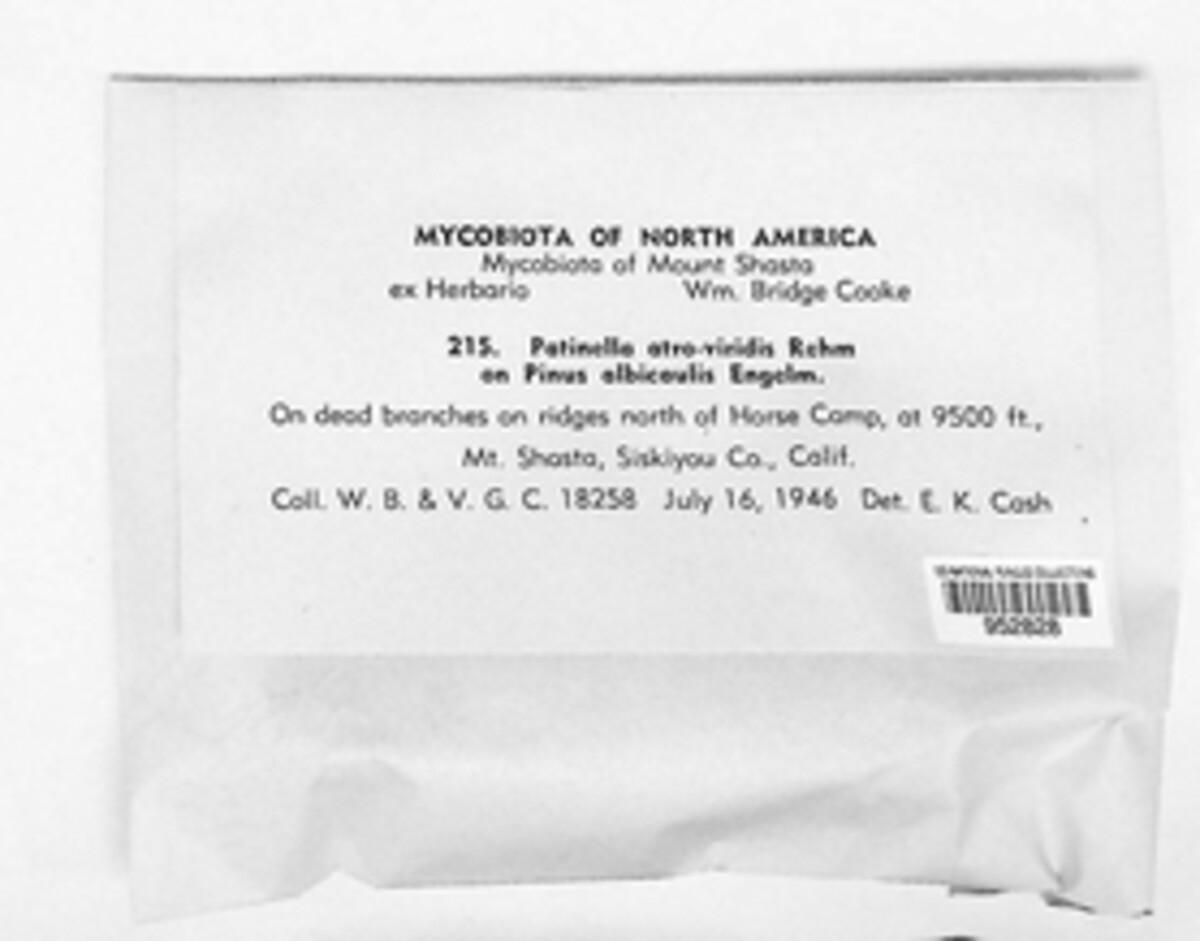 MYCOBIOTA OF NORTH AMERICA
Mycobiota of Mount Shasta
ex Herbario Wm. Bridge Cooke
215. Patinella atro-viridis Rehm
on Pinus albicaulis Engelm.
On dead branches on ridges north of Horse Camp, at 9500 ft.,
Mt. Shasta, Siskiyou Co., Calif.
Coll. W. B. & V. G. C. 18258 July 16, 1946 Det. E. K. Cash
952828